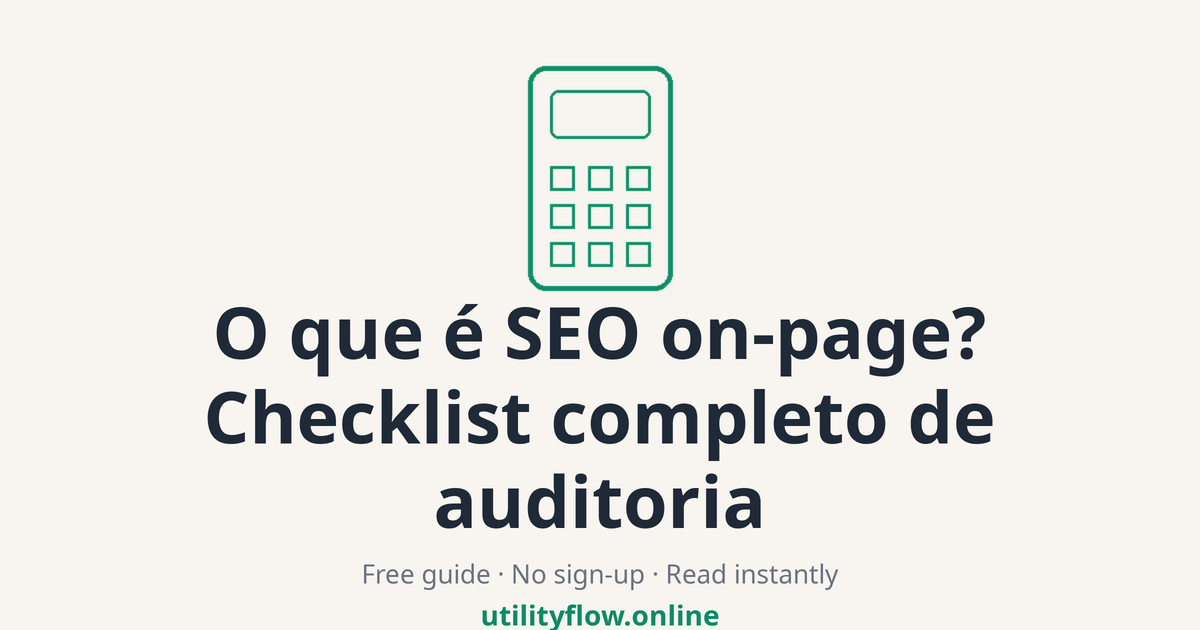 O que é SEO on-page?
Checklist completo de
auditoria
Free guide · No sign-up · Read instantly
utilityflow.online